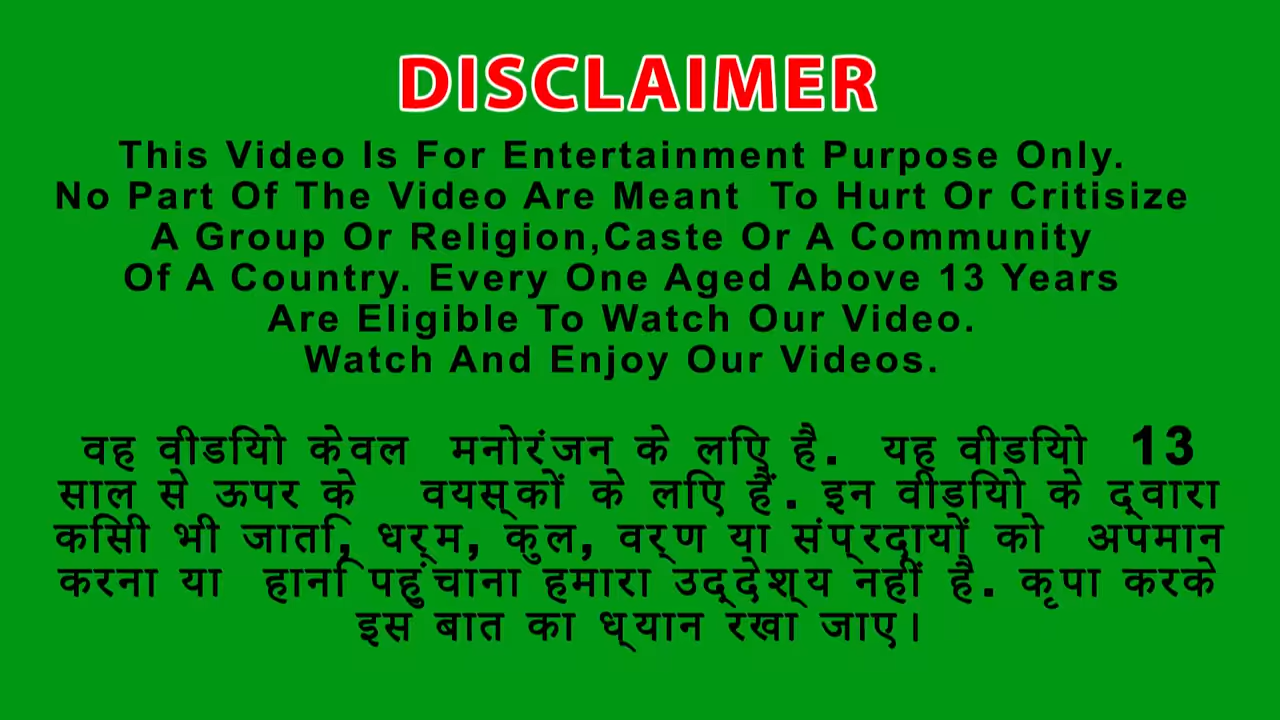 DISCLAIMER
This Video Is For Entertainment Purpose Only.
No Part Of The Video Are Meant To Hurt Or Critisize
A Group Or Religion,Caste Or A Community
Of A Country. Every One Aged Above 13 Years
Are Eligible To Watch Our Video.
Watch And Enjoy Our Videos.
वह वीडियो केवल मनोरंजन के लिए है. यह वीडियो 13
साल से ऊपर के वयस्कों के लिए हैं. इन वीडियो के द्वारा
किसी भी जाति, धर्म, कुल, वर्ण या संप्रदायों को अपमान
करना या हानि पहुंचाना हमारा उद्देश्य नहीं है. कृपा करके
इस बात का ध्यान रखा जाए।